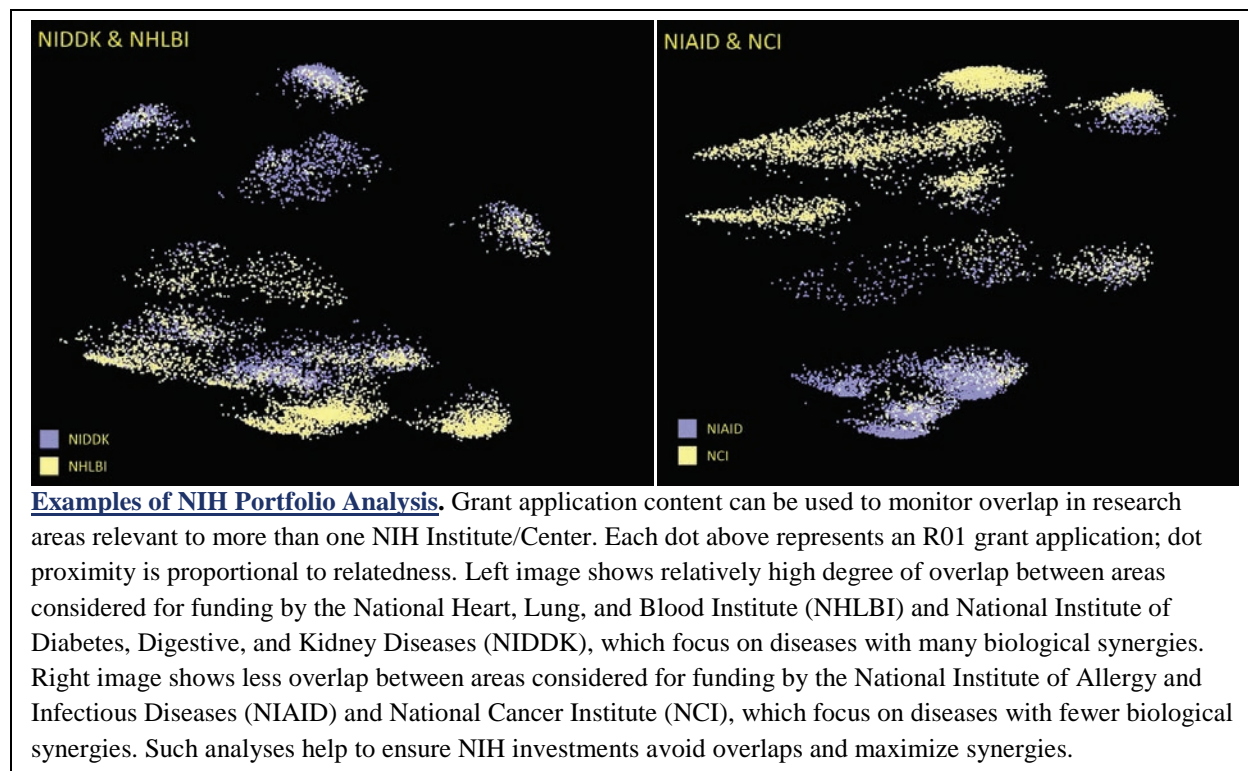 NIDDK & NHLBI
NIDDK
NHLBI
NIAID & NCI
NIAID
NCI
Examples of NIH Portfolio Analysis. Grant application content can be used to monitor overlap in research
areas relevant to more than one NIH Institute/Center. Each dot above represents an R01 grant application; dot
proximity is proportional to relatedness. Left image shows relatively high degree of overlap between areas
considered for funding by the National Heart, Lung, and Blood Institute (NHLBI) and National Institute of
Diabetes, Digestive, and Kidney Diseases (NIDDK), which focus on diseases with many biological synergies.
Right image shows less overlap between areas considered for funding by the National Institute of Allergy and
Infectious Diseases (NIAID) and National Cancer Institute (NCI), which focus on diseases with fewer biological
synergies. Such analyses help to ensure NIH investments avoid overlaps and maximize synergies.